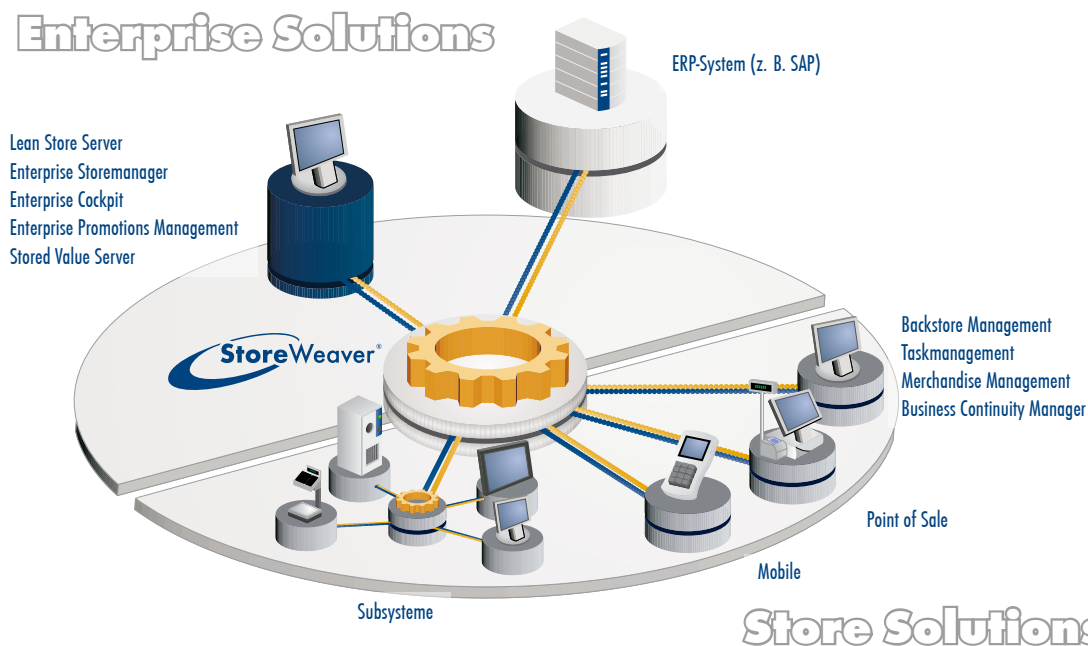 Enterprise Solutions
ERP-System (z. B. SAP)
Lean Store Server
Enterprise Storemanager
Enterprise Cockpit
Enterprise Promotions Management
Stored Value Server
StoreWeaver®
Backstore Management
Taskmanagement
Merchandise Management
Business Continuity Manager
Point of Sale
Mobile
Subsysteme
Store Solutions